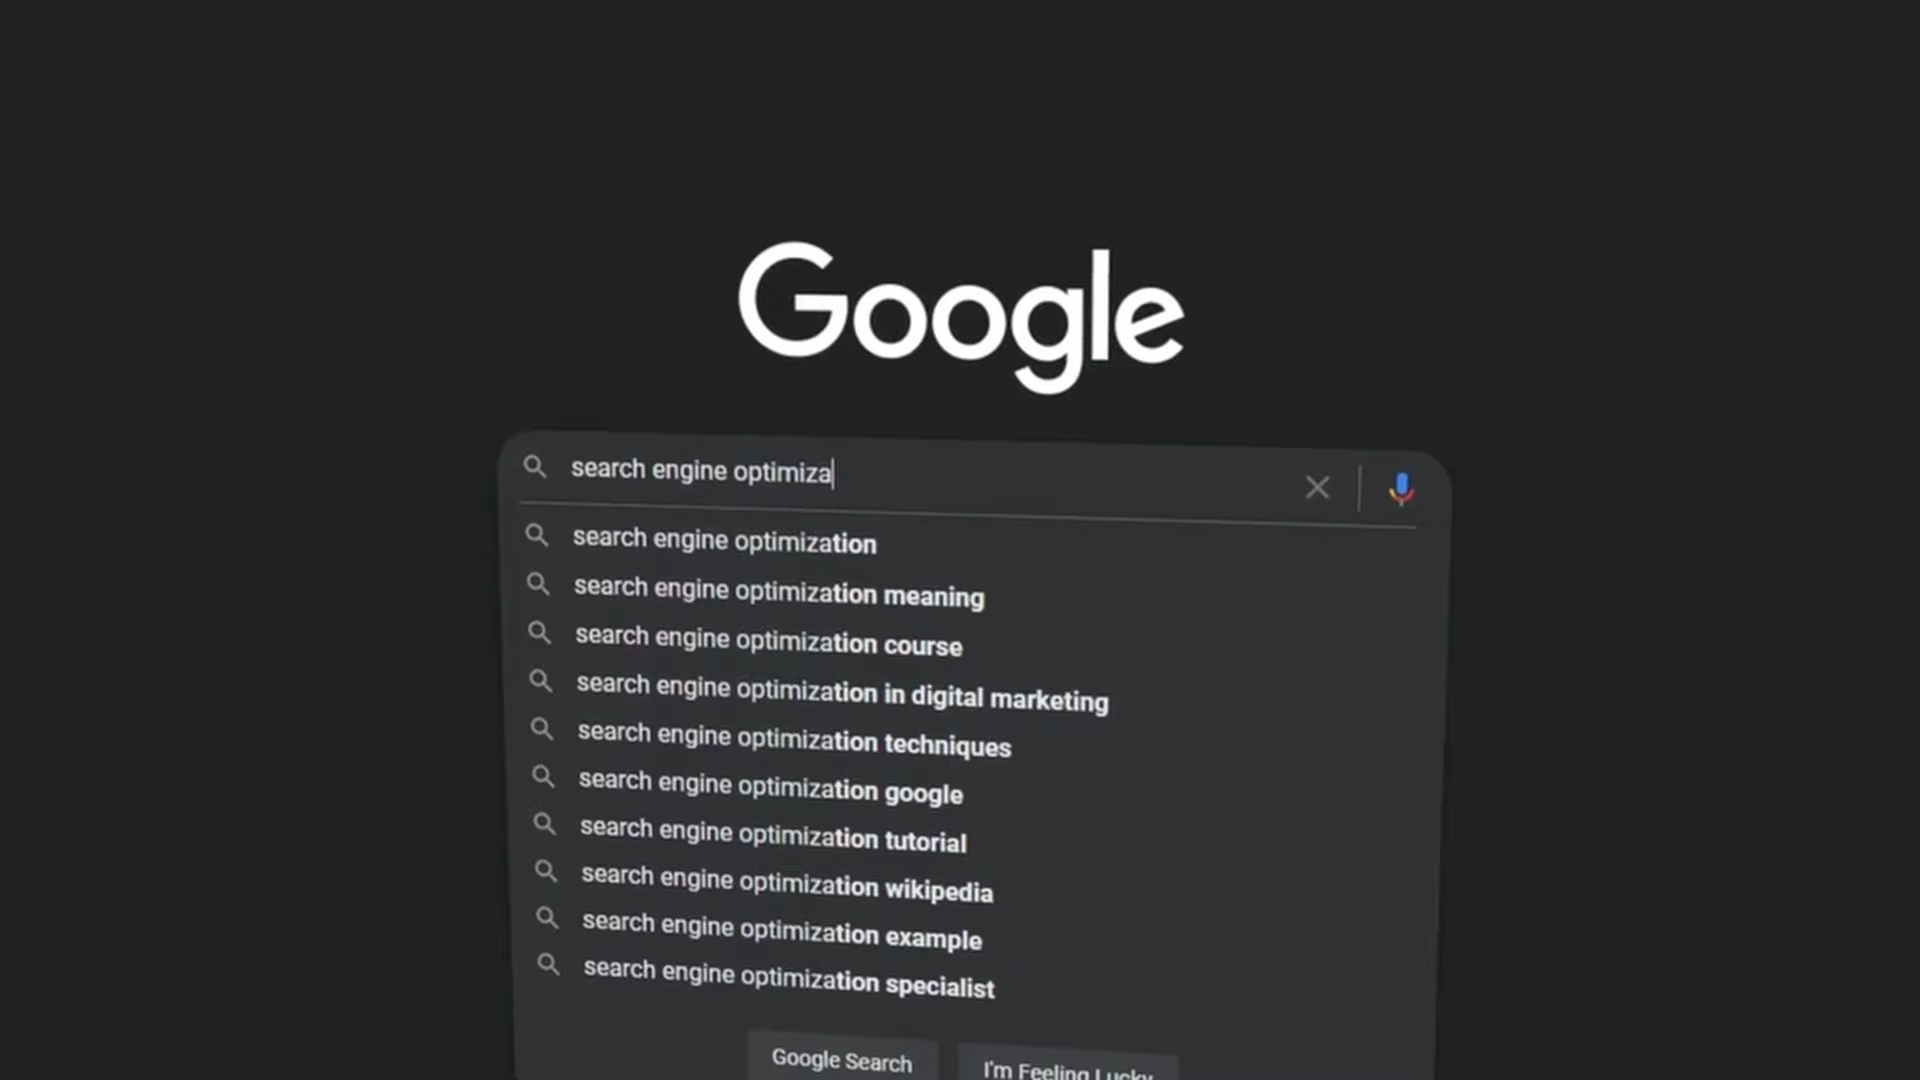 Google
search engine optimiza
search engine optimization
search engine optimization meaning
search engine optimization course
search engine optimization in digital marketing
search engine optimization techniques
search engine optimization google
search engine optimization tutorial
search engine optimization wikipedia
search engine optimization example
search engine optimization specialist
Google Search
I'm Feeling Lucky